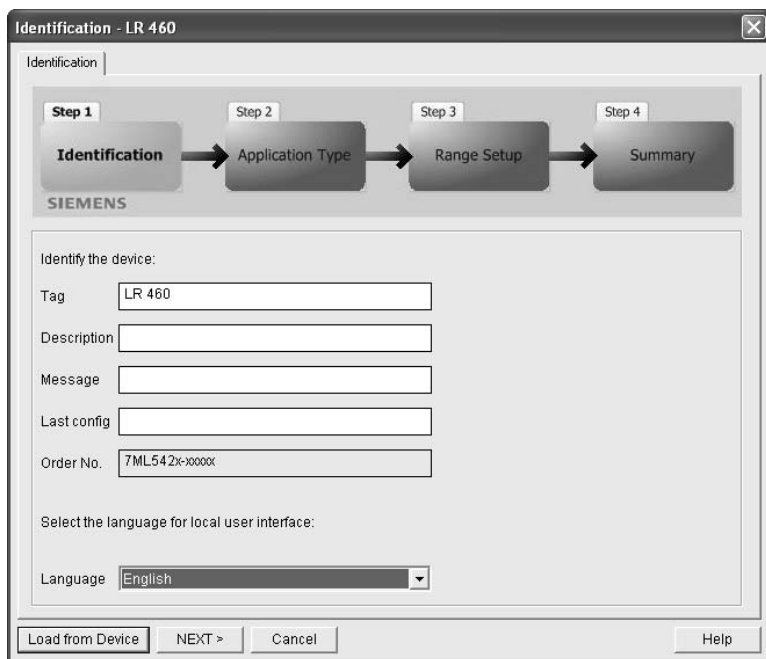 Identification - LR 460
Identification
Step 1
Step 2
Step 3
Step 4
Identification
Application Type
Range Setup
Summary
SIEMENS
Identify the device:
Tag LR 460
Description
Message
Last config
Order No. 7ML542x-xxxxx
Select the language for local user interface:
Language English
Load from Device NEXT > Cancel Help